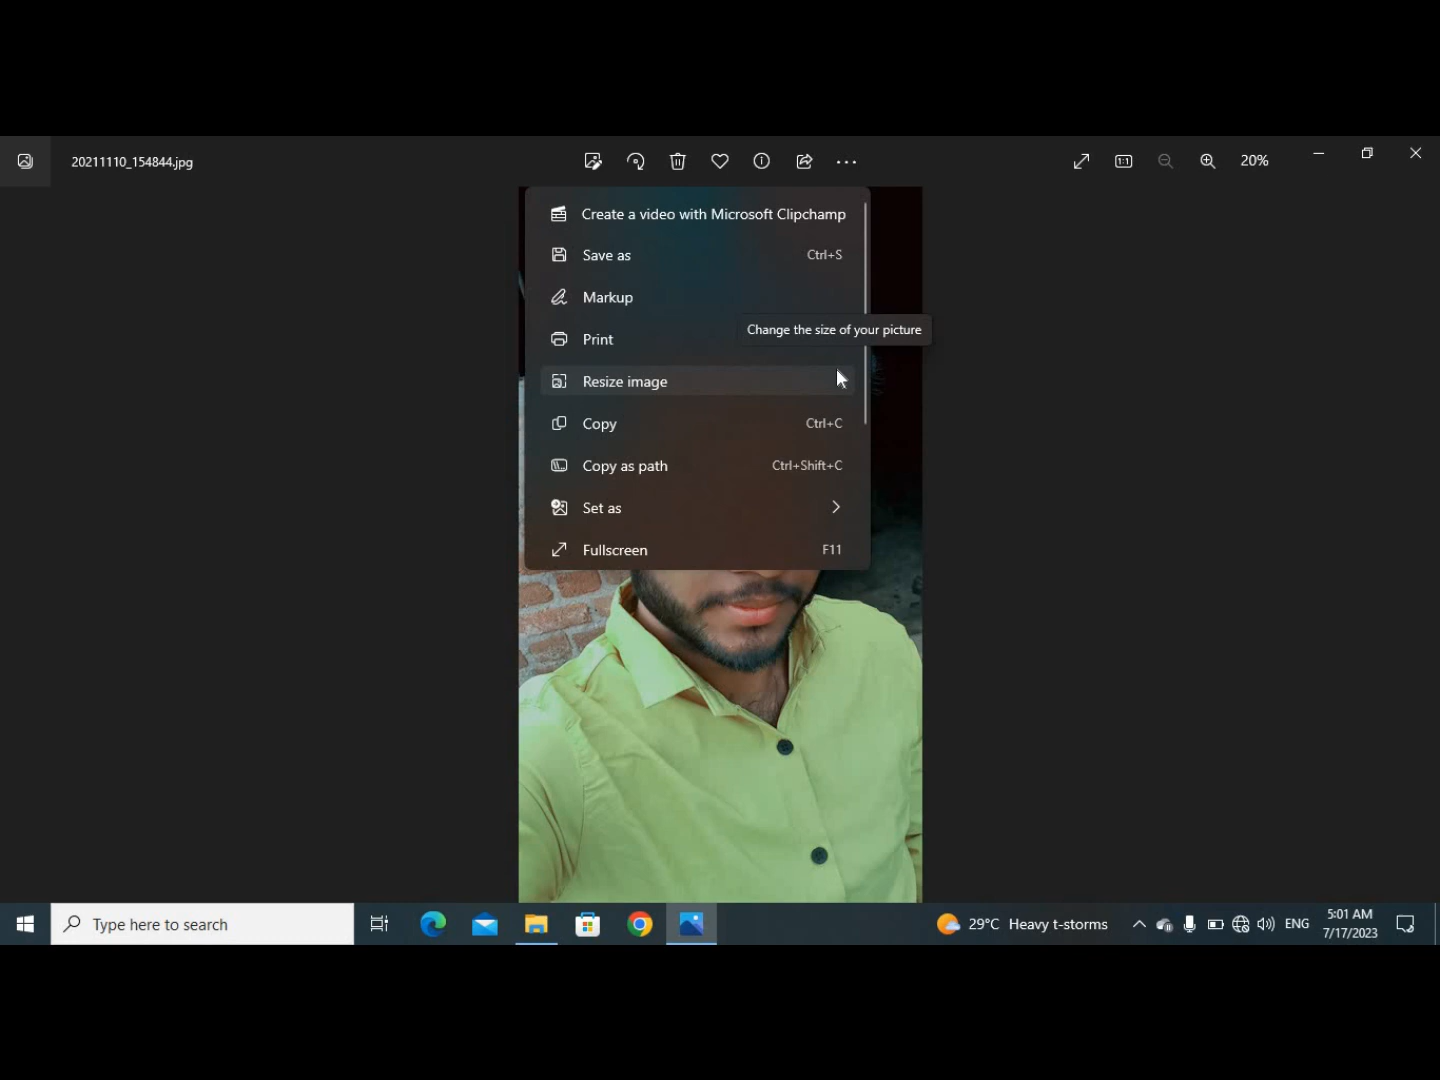 20211110_154844.jpg
1:1
20%
Create a video with Microsoft Clipchamp
Save as Ctrl+S
Markup
Change the size of your picture
Print
Resize image
Copy Ctrl+C
Copy as path Ctrl+Shift+C
Set as
Fullscreen F11
Type here to search
29°C Heavy t-storms
ENG
5:01 AM
7/17/2023